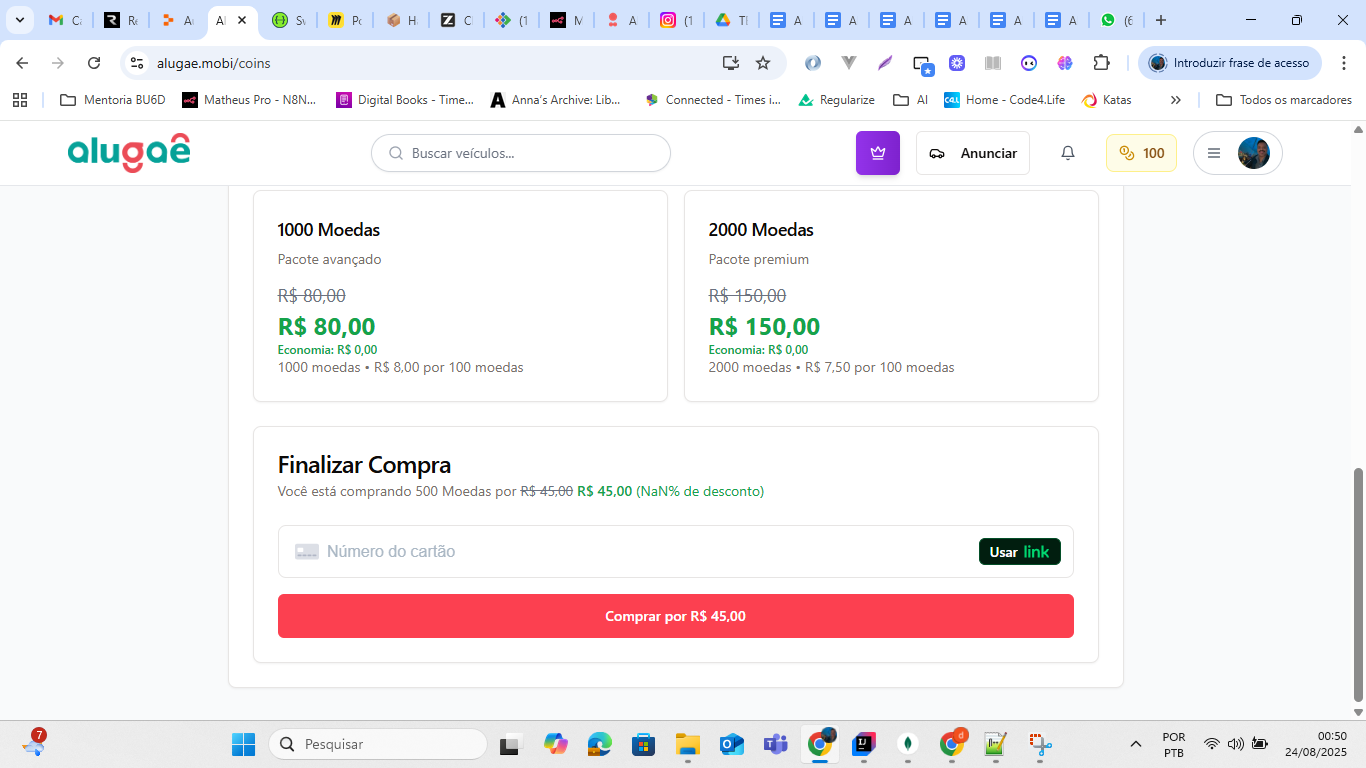 Ca
Re
Ac
Al
Sv
Po
H
Cl
(1
M
A
(1
Th
A
A
A
A
A
A
(6
alugae.mobi/coins
Introduzir frase de acesso
Mentoria BU6D
Matheus Pro - N8N...
Digital Books - Time...
Anna's Archive: Lib...
Connected - Times i...
Regularize
AI
Home - Code4.Life
Katas
Todos os marcadores
alugaê
Buscar veículos...
Anunciar
100
1000 Moedas
Pacote avançado
R$ 80,00
R$ 80,00
Economia: R$ 0,00
1000 moedas • R$ 8,00 por 100 moedas
2000 Moedas
Pacote premium
R$ 150,00
R$ 150,00
Economia: R$ 0,00
2000 moedas • R$ 7,50 por 100 moedas
Finalizar Compra
Você está comprando 500 Moedas por R$ 45,00 R$ 45,00 (NaN% de desconto)
Número do cartão
Usar link
Comprar por R$ 45,00
7
Pesquisar
POR
PTB
00:50
24/08/2025